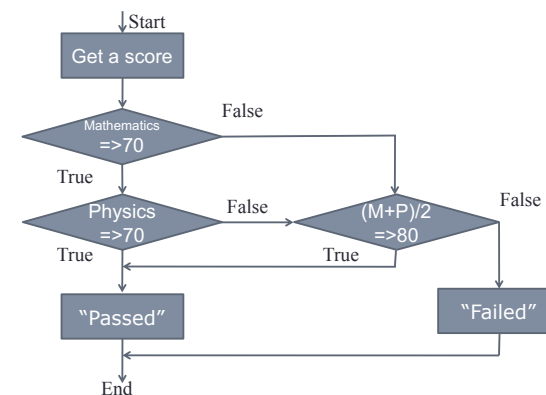 Start
Get a score
False
Mathematics
=>70
True
Physics
=>70
False
(M+P)/2
=>80
False
True
True
“Passed”
“Failed”
End